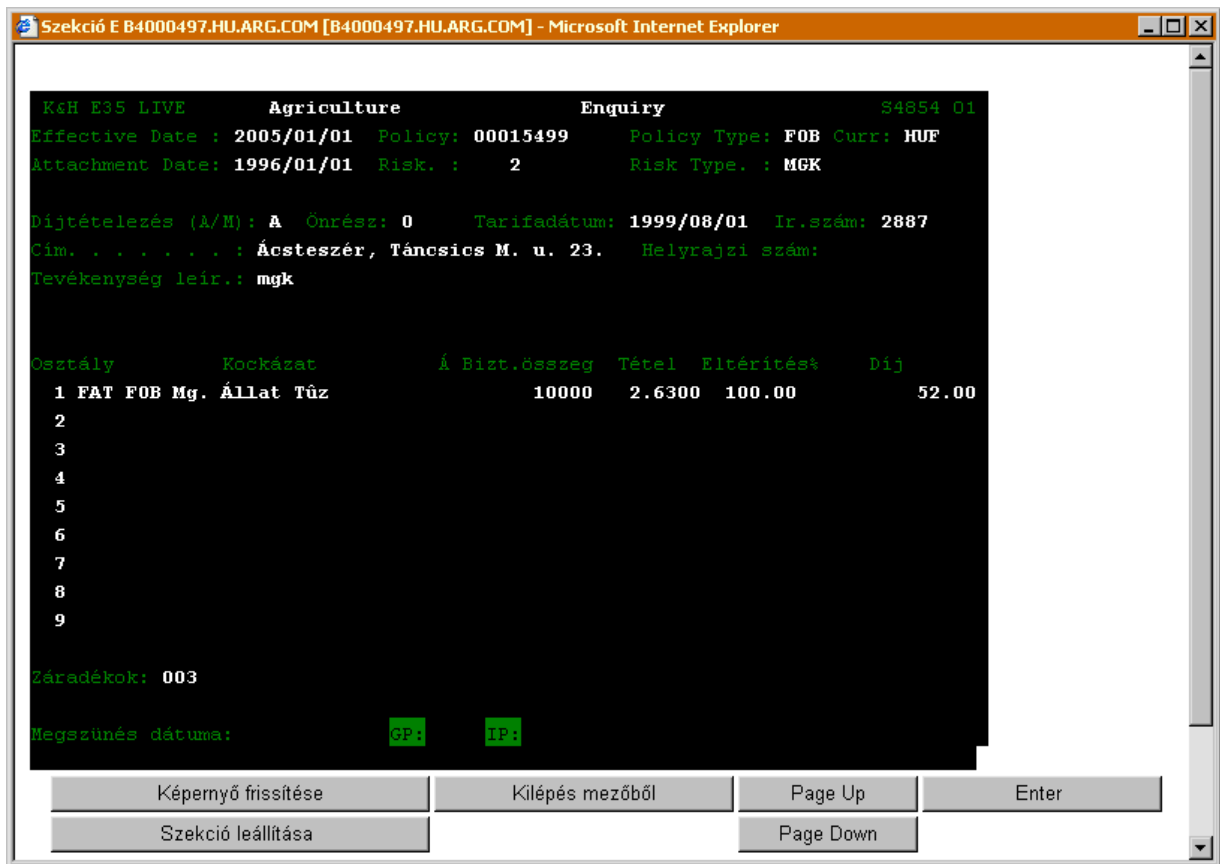 Szekció E B4000497.HU.ARG.COM [B4000497.HU.ARG.COM] - Microsoft Internet Explorer
K&H E35 LIVE Agriculture Enquiry S4854 01
Effective Date : 2005/01/01 Policy: 00015499 Policy Type: F0B Curr: HUF
Attachment Date: 1996/01/01 Risk. : 2 Risk Type. : MGK
Díjtételezés (A/M): A Önrész: 0 Tarifadátum: 1999/08/01 Ir.szám: 2887
Cím. . . . . . . : Ácsteszér, Táncsics M. u. 23. Helyrajzi szám:
Tevékenység leír.: mgk
Osztály Kockázat Á Bizt.összeg Tétel Eltérítés% Díj
1 FAT F0B Mg. Állat Tûz 10000 2.6300 100.00 52.00
2
3
4
5
6
7
8
9
Záradékok: 003
Megszünés dátuma: GP: IP:
Képernyő frissítése Kilépés mezőből Page Up Enter
Szekció leállítása Page Down